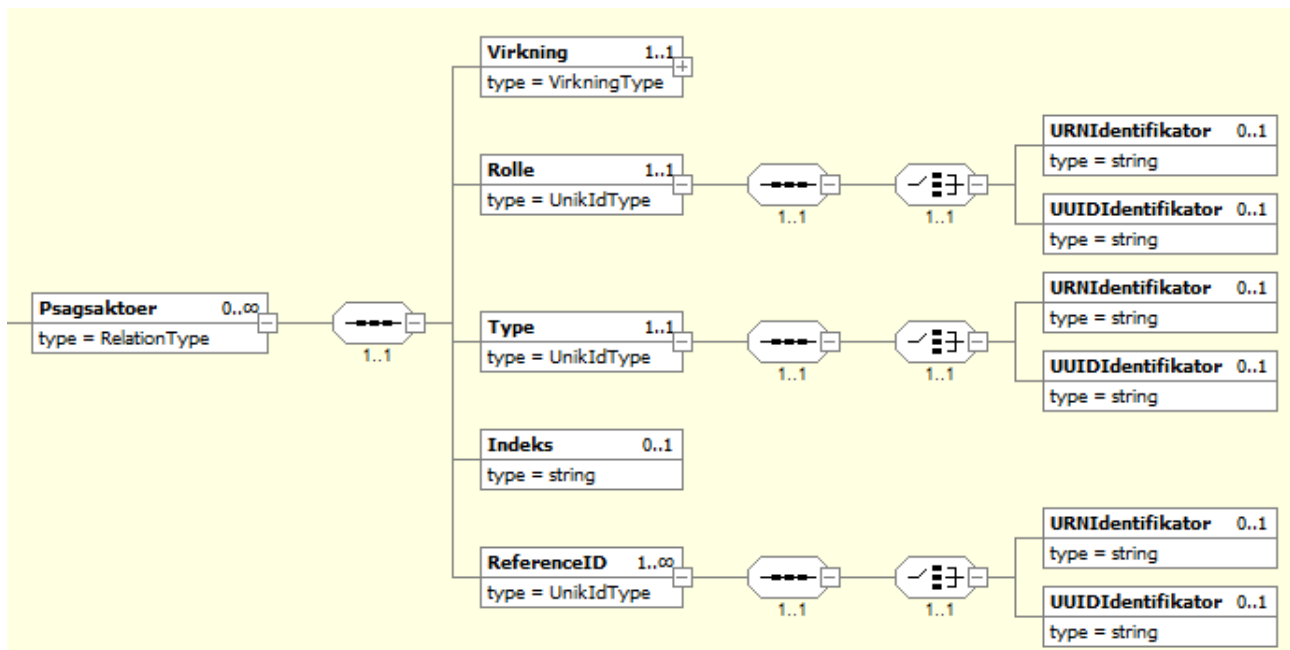 Virkning 1..1
type = VirkningType
URNIdentifikator 0..1
type = string
Rolle 1..1
type = UnikIdType
1..1
1..1
UUIDIdentifikator 0..1
type = string
URNIdentifikator 0..1
type = string
Psagsaktoer 0..∞
type = RelationType
1..1
Type 1..1
type = UnikIdType
1..1
1..1
UUIDIdentifikator 0..1
type = string
Indeks 0..1
type = string
URNIdentifikator 0..1
type = string
ReferenceID 1..∞
type = UnikIdType
1..1
1..1
UUIDIdentifikator 0..1
type = string